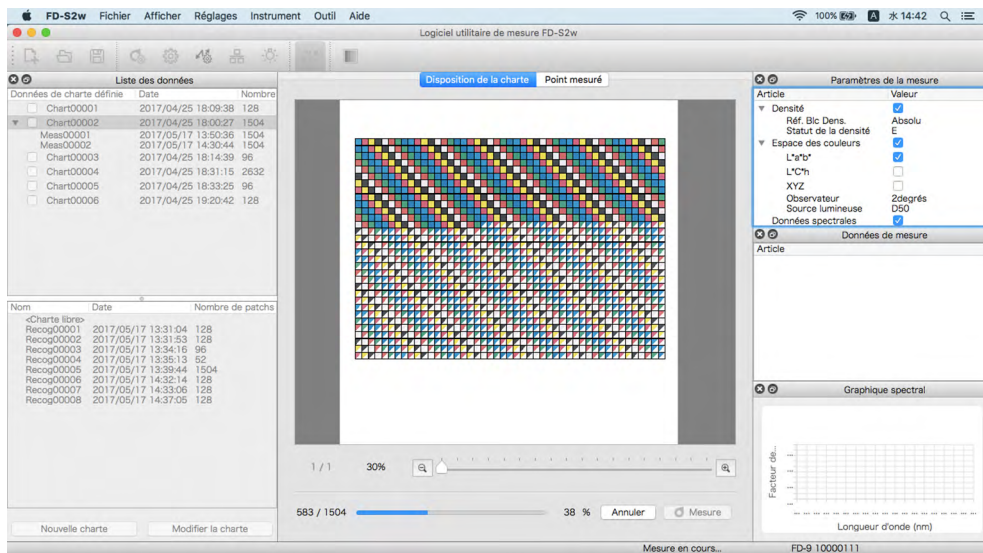 FD-S2w Fichier Afficher Réglages Instrument Outil Aide 100% A 水14:42
Logiciel utilitaire de mesure FD-S2w
Liste des données
Données de charte définie Date Nombre
Chart00001 2017/04/25 18:09:38 128
Chart00002 2017/04/25 18:00:27 1504
Meas00001 2017/05/17 13:50:36 1504
Meas00002 2017/05/17 14:30:44 1504
Chart00003 2017/04/25 18:14:39 96
Chart00004 2017/04/25 18:31:15 2632
Chart00005 2017/04/25 18:33:25 96
Chart00006 2017/04/25 19:20:42 128
Nom Date Nombre de patchs
<Charte libre>
Recog00001 2017/05/17 13:31:04 128
Recog00002 2017/05/17 13:31:53 128
Recog00003 2017/05/17 13:34:16 96
Recog00004 2017/05/17 13:35:13 52
Recog00005 2017/05/17 13:39:44 1504
Recog00006 2017/05/17 14:32:14 128
Recog00007 2017/05/17 14:33:06 128
Recog00008 2017/05/17 14:37:05 128
Nouvelle charte Modifier la charte
Disposition de la charte Point mesuré
1 / 1 30%
583 / 1504 38 % Annuler Mesure
Paramètres de la mesure
Article Valeur
Densité
Réf. Blc Dens. Absolu
Statut de la densité E
Espace des couleurs
L*a*b*
L*C*h
XYZ
Observateur 2degrés
Source lumineuse D50
Données spectrales
Données de mesure
Article
Graphique spectral
Facteur de...
Longueur d'onde (nm)
Mesure en cours... FD-9 10000111